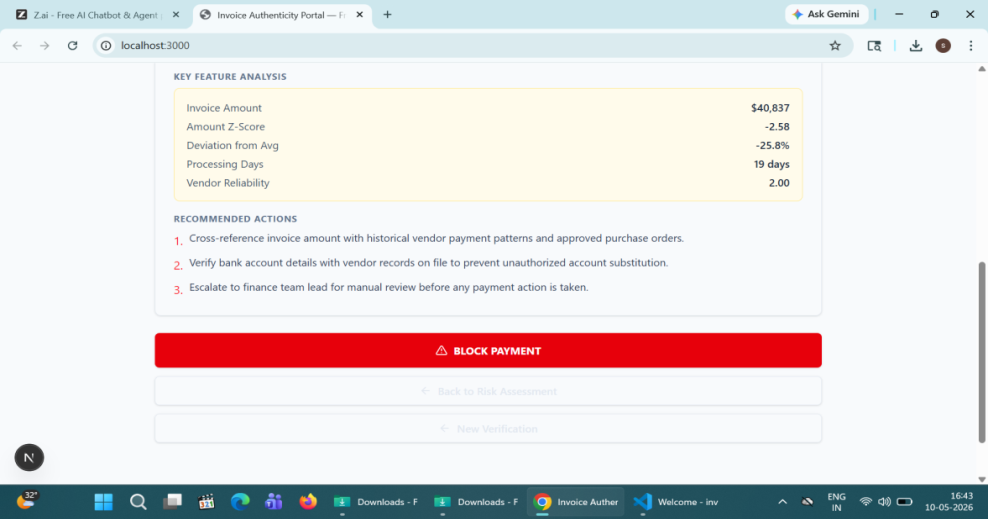 Z.ai - Free AI Chatbot & Agent
Invoice Authenticity Portal — Fr
Ask Gemini
localhost:3000
S
KEY FEATURE ANALYSIS
Invoice Amount $40,837
Amount Z-Score -2.58
Deviation from Avg -25.8%
Processing Days 19 days
Vendor Reliability 2.00
RECOMMENDED ACTIONS
1. Cross-reference invoice amount with historical vendor payment patterns and approved purchase orders.
2. Verify bank account details with vendor records on file to prevent unauthorized account substitution.
3. Escalate to finance team lead for manual review before any payment action is taken.
BLOCK PAYMENT
← Back to Risk Assessment
← New Verification
N
32°
Downloads - F
Downloads - F
Invoice Auther
Welcome - inv
ENG
IN
16:43
10-05-2026